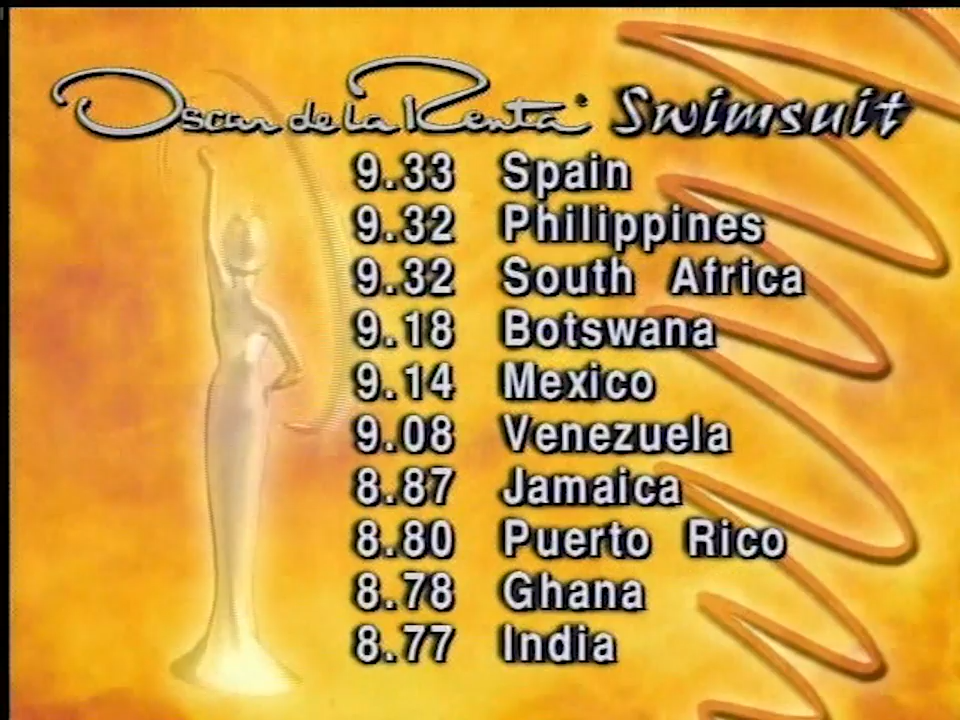 Oscar de la Renta Swimsuit
9.33 Spain
9.32 Philippines
9.32 South Africa
9.18 Botswana
9.14 Mexico
9.08 Venezuela
8.87 Jamaica
8.80 Puerto Rico
8.78 Ghana
8.77 India